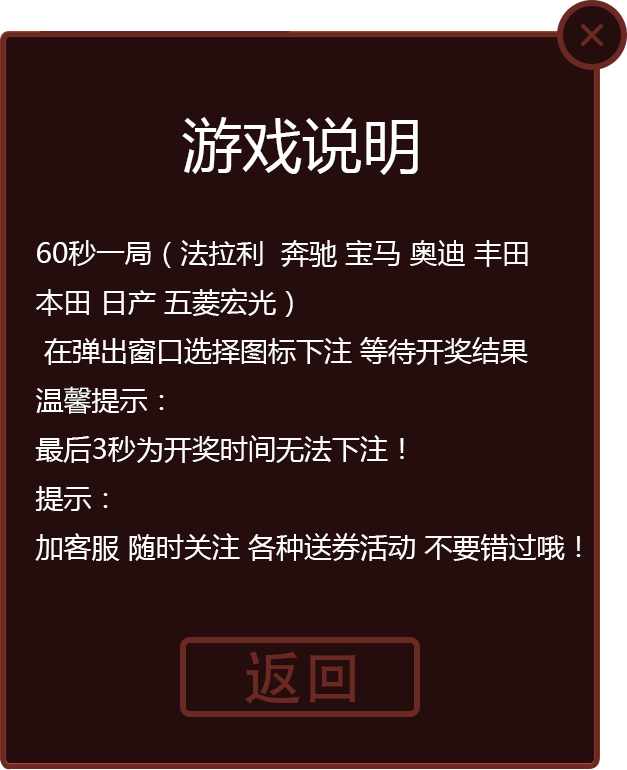 游戏说明
60秒一局（法拉利 奔驰 宝马 奥迪 丰田
本田 日产 五菱宏光）
在弹出窗口选择图标下注 等待开奖结果
温馨提示：
最后3秒为开奖时间无法下注！
提示：
加客服 随时关注 各种送券活动 不要错过哦！
返回